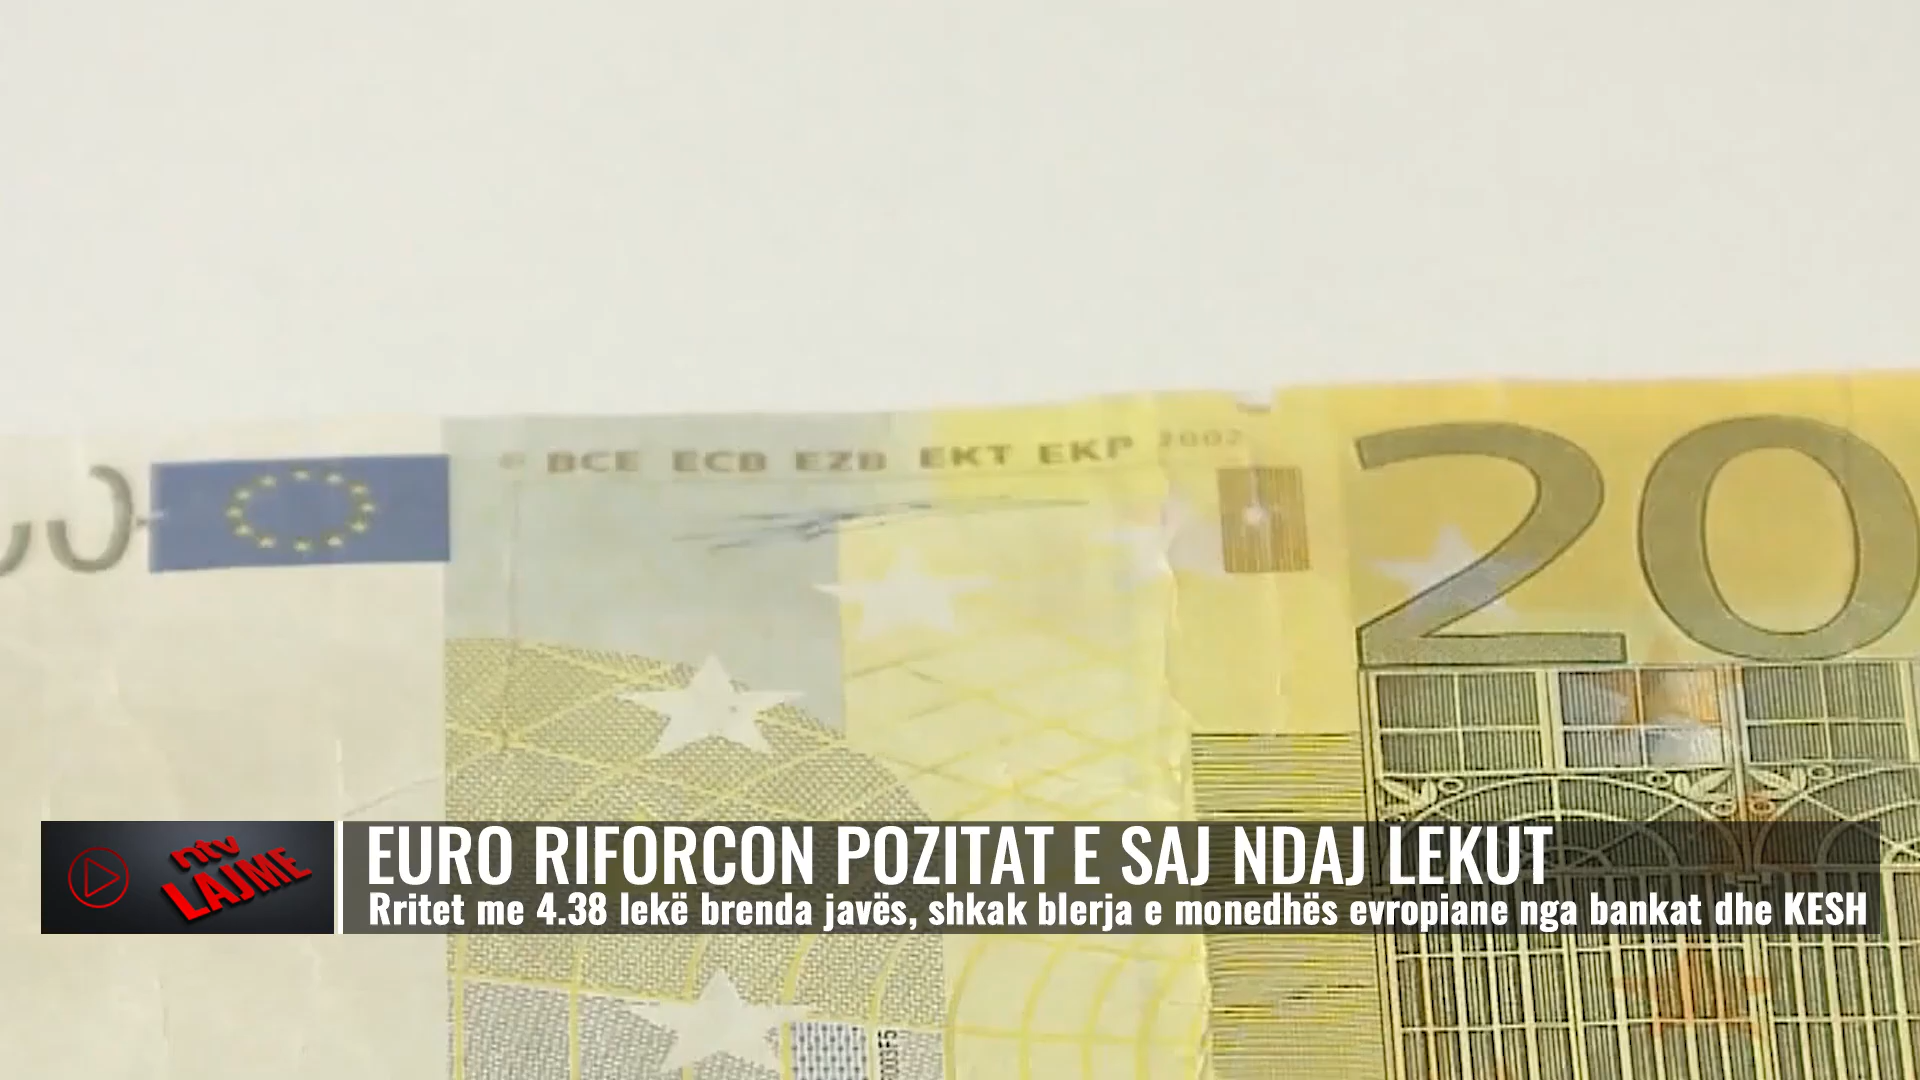 BCE ECB EZB EKT EKP 2002
20
ntv
LAJME
EURO RIFORCON POZITAT E SAJ NDAJ LEKUT
Rritet me 4.38 lekë brenda javës, shkak blerja e monedhës evropiane nga bankat dhe KESH